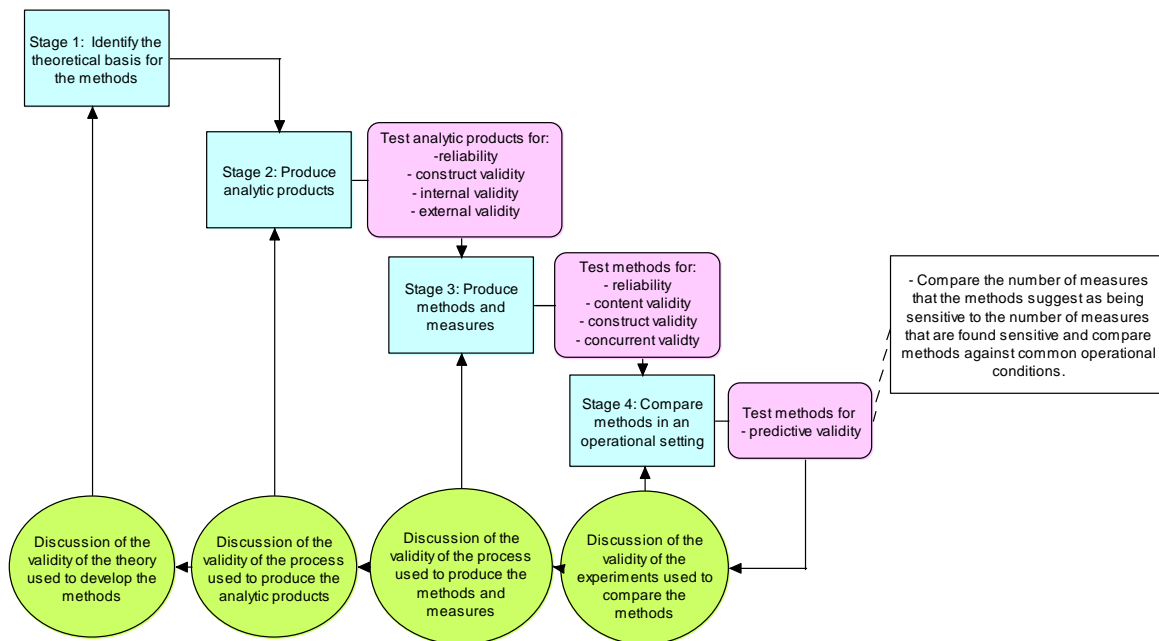 Stage 1: Identify the
theoretical basis for
the methods
Stage 2: Produce
analytic products
Test analytic products for:
-reliability
- construct validity
- internal validity
- external validity
Stage 3: Produce
methods and
measures
Test methods for:
- reliability
- content validity
- construct validity
- concurrent validty
Stage 4: Compare
methods in an
operational setting
Test methods for
- predictive validity
- Compare the number of measures
that the methods suggest as being
sensitive to the number of measures
that are found sensitive and compare
methods against common operational
conditions.
Discussion of the
validity of the theory
used to develop the
methods
Discussion of the
validity of the process
used to produce the
analytic products
Discussion of the
validity of the process
used to produce the
methods and
measures
Discussion of the
validity of the
experiments used to
compare the
methods